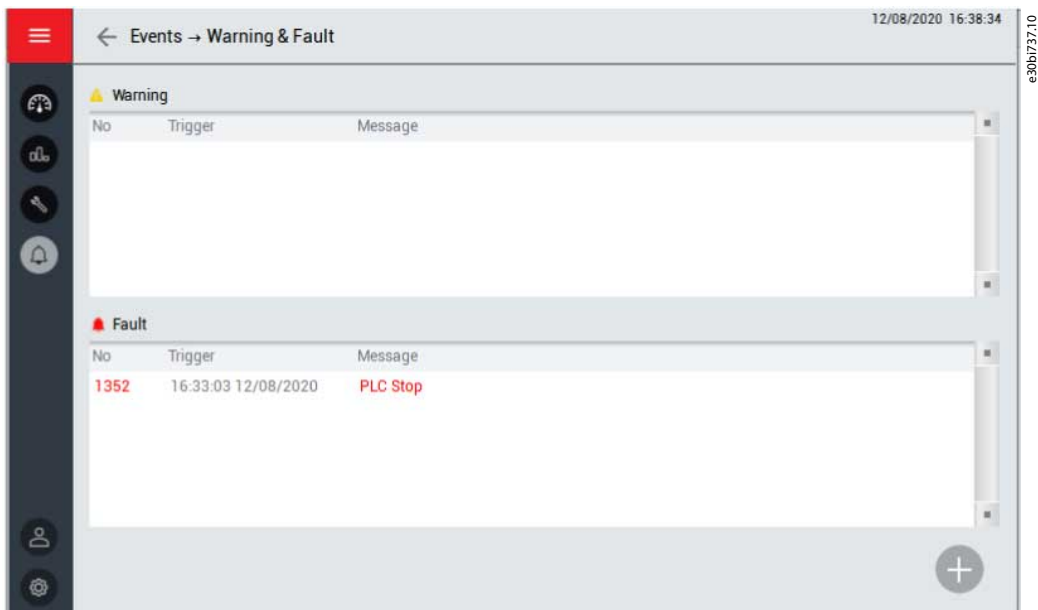 12/08/2020 16:38:34
← Events → Warning & Fault
Warning
No Trigger Message
Fault
No Trigger Message
1352 16:33:03 12/08/2020 PLC Stop
e30bi737.10